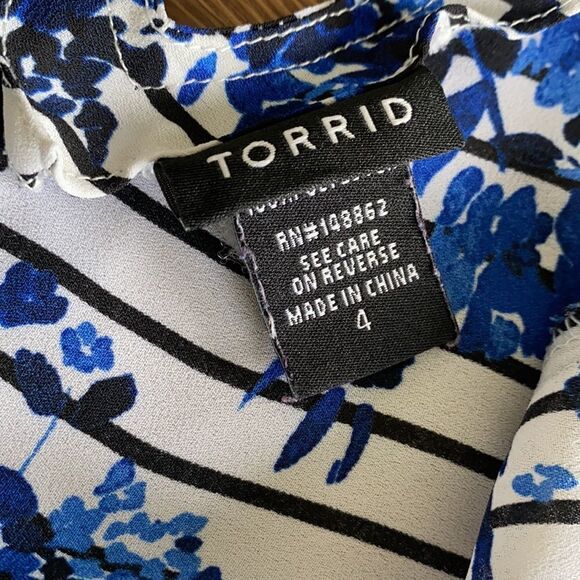 TORRID
RN#148862
SEE CARE
ON REVERSE
MADE IN CHINA
4